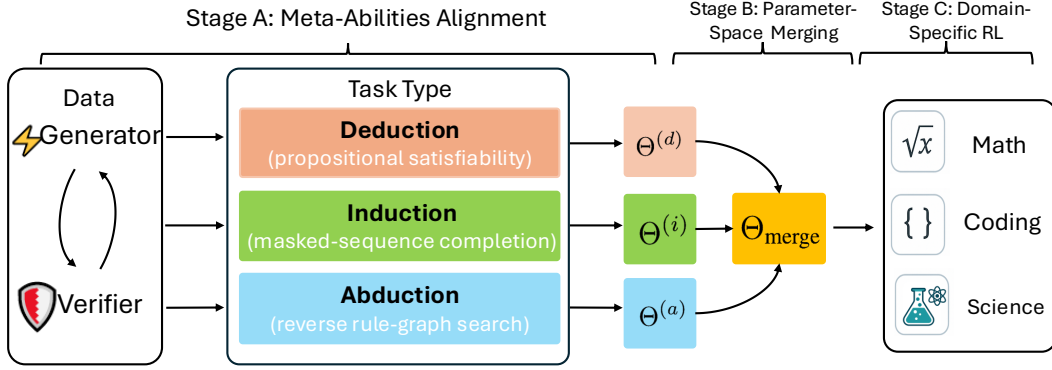 Stage A: Meta-Abilities Alignment
Stage B: Parameter-
Space Merging
Stage C: Domain-
Specific RL
Data
Generator
Verifier
Task Type
Deduction
(propositional satisfiability)
Induction
(masked-sequence completion)
Abduction
(reverse rule-graph search)
Θ(d)
Θ(i)
Θ(a)
Θmerge
√x
Math
{ }
Coding
Science